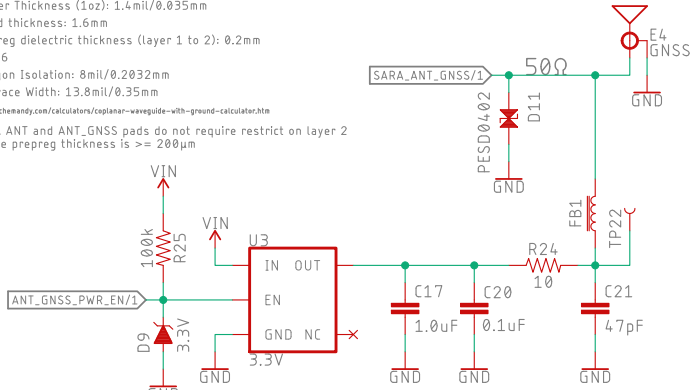 er Thickness (1oz): 1.4mil/0.035mm
d thickness: 1.6mm
reg dielectric thickness (layer 1 to 2): 0.2mm
6
gon Isolation: 8mil/0.2032mm
race Width: 13.8mil/0.35mm
chemandy.com/calculators/coplanar-waveguide-with-ground-calculator.htm
ANT and ANT_GNSS pads do not require restrict on layer 2
e prepreg thickness is >= 200µm
E4
GNSS
GND
SARA_ANT_GNSS/1
50Ω
PESD0402
D11
GND
VIN
100k
R25
VIN
U3
IN OUT
EN
GND NC
3.3V
ANT_GNSS_PWR_EN/1
D9
3.3V
GND
FB1
TP22
R24
10
C17
1.0uF
C20
0.1uF
C21
47pF
GND
GND
GND